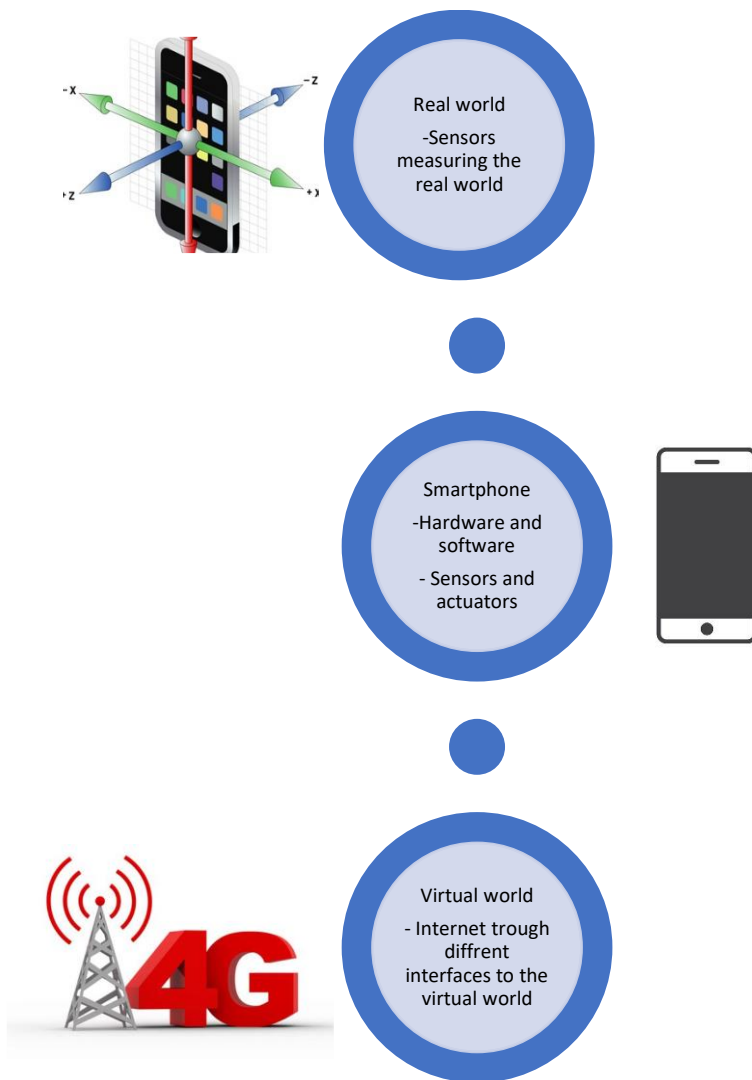 -X
-Z
+Z
+X
Real world
-Sensors
measuring the
real world
Smartphone
-Hardware and
software
- Sensors and
actuators
4G
Virtual world
- Internet trough
diffrent
interfaces to the
virtual world